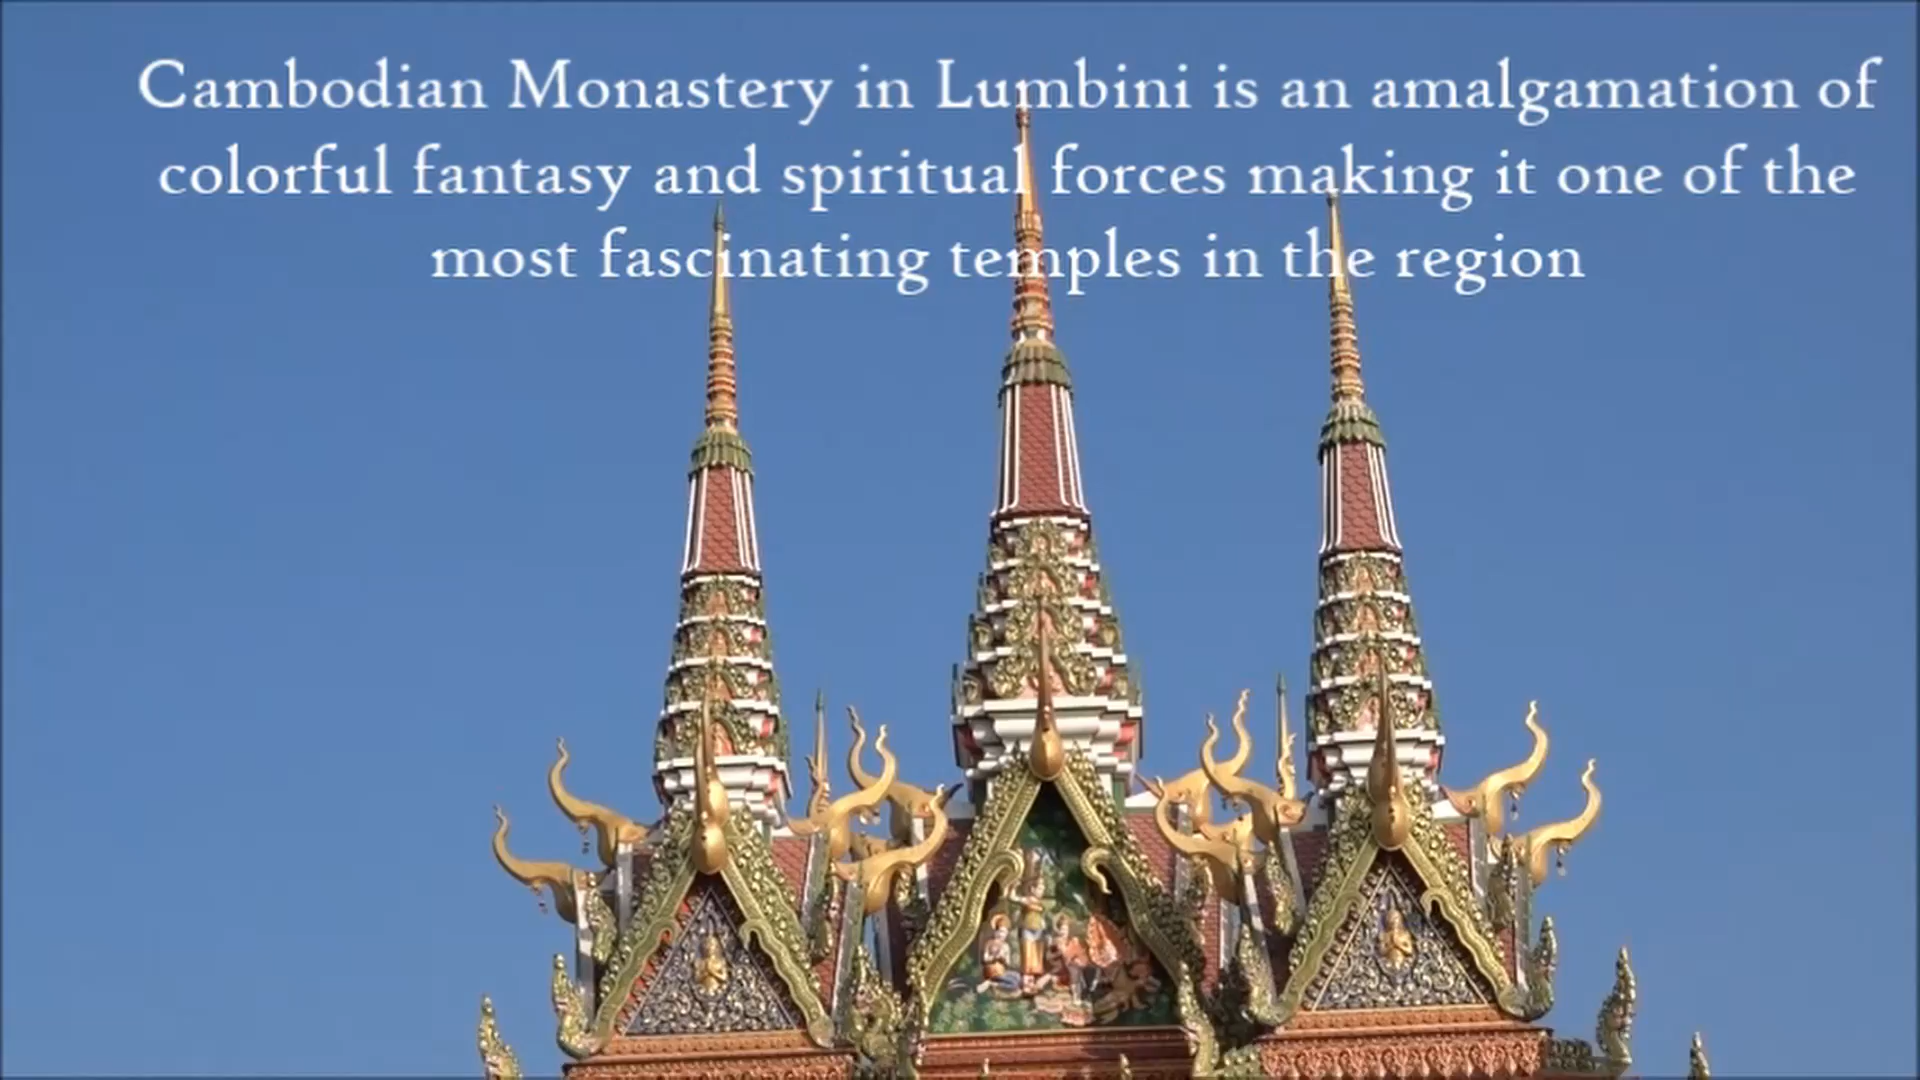 Cambodian Monastery in Lumbini is an amalgamation of
colorful fantasy and spiritual forces making it one of the
most fascinating temples in the region